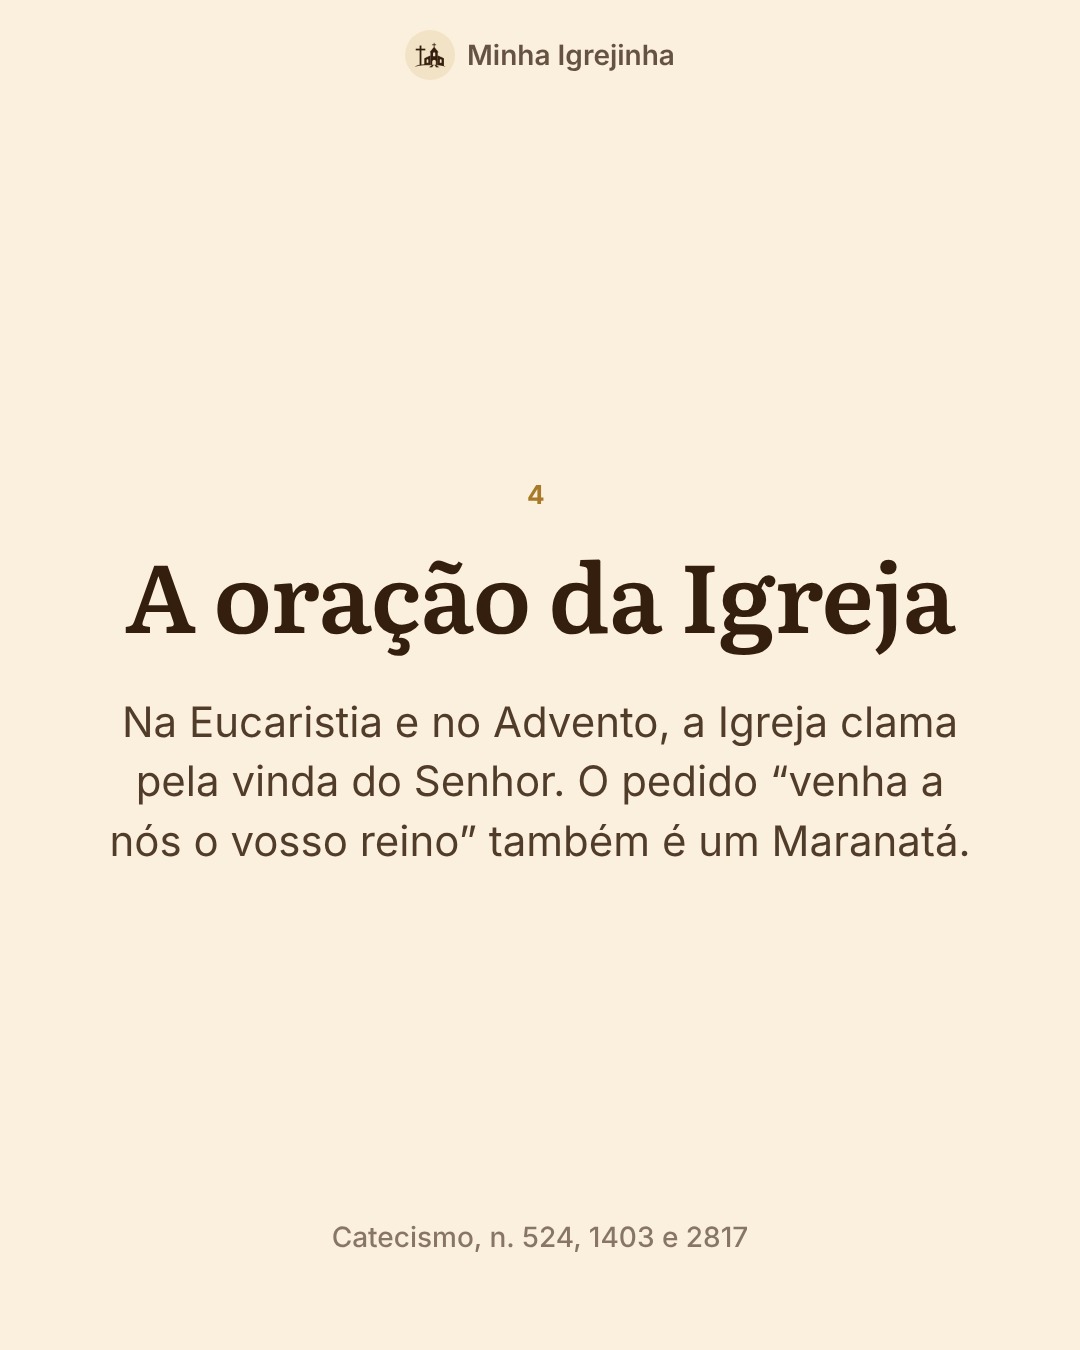 Minha Igrejinha
4
A oração da Igreja
Na Eucaristia e no Advento, a Igreja clama
pela vinda do Senhor. O pedido “venha a
nós o vosso reino” também é um Maranatá.
Catecismo, n. 524, 1403 e 2817